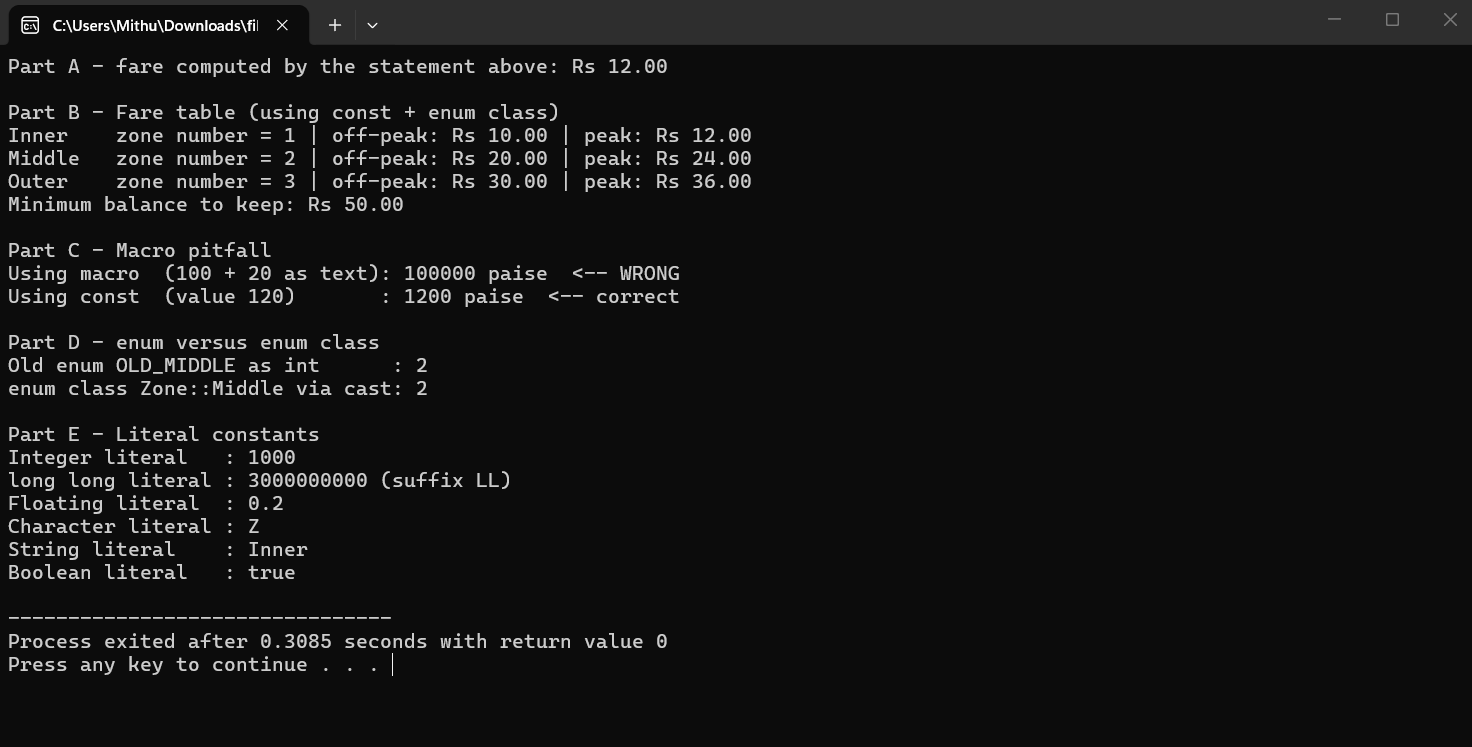 C:\Users\Mithu\Downloads\fil
Part A - fare computed by the statement above: Rs 12.00
Part B - Fare table (using const + enum class)
Inner    zone number = 1 | off-peak: Rs 10.00 | peak: Rs 12.00
Middle   zone number = 2 | off-peak: Rs 20.00 | peak: Rs 24.00
Outer    zone number = 3 | off-peak: Rs 30.00 | peak: Rs 36.00
Minimum balance to keep: Rs 50.00
Part C - Macro pitfall
Using macro  (100 + 20 as text): 100000 paise  <-- WRONG
Using const  (value 120)       : 1200 paise  <-- correct
Part D - enum versus enum class
Old enum OLD_MIDDLE as int      : 2
enum class Zone::Middle via cast: 2
Part E - Literal constants
Integer literal   : 1000
long long literal : 3000000000 (suffix LL)
Floating literal  : 0.2
Character literal : Z
String literal    : Inner
Boolean literal   : true
--------------------------------
Process exited after 0.3085 seconds with return value 0
Press any key to continue . . .